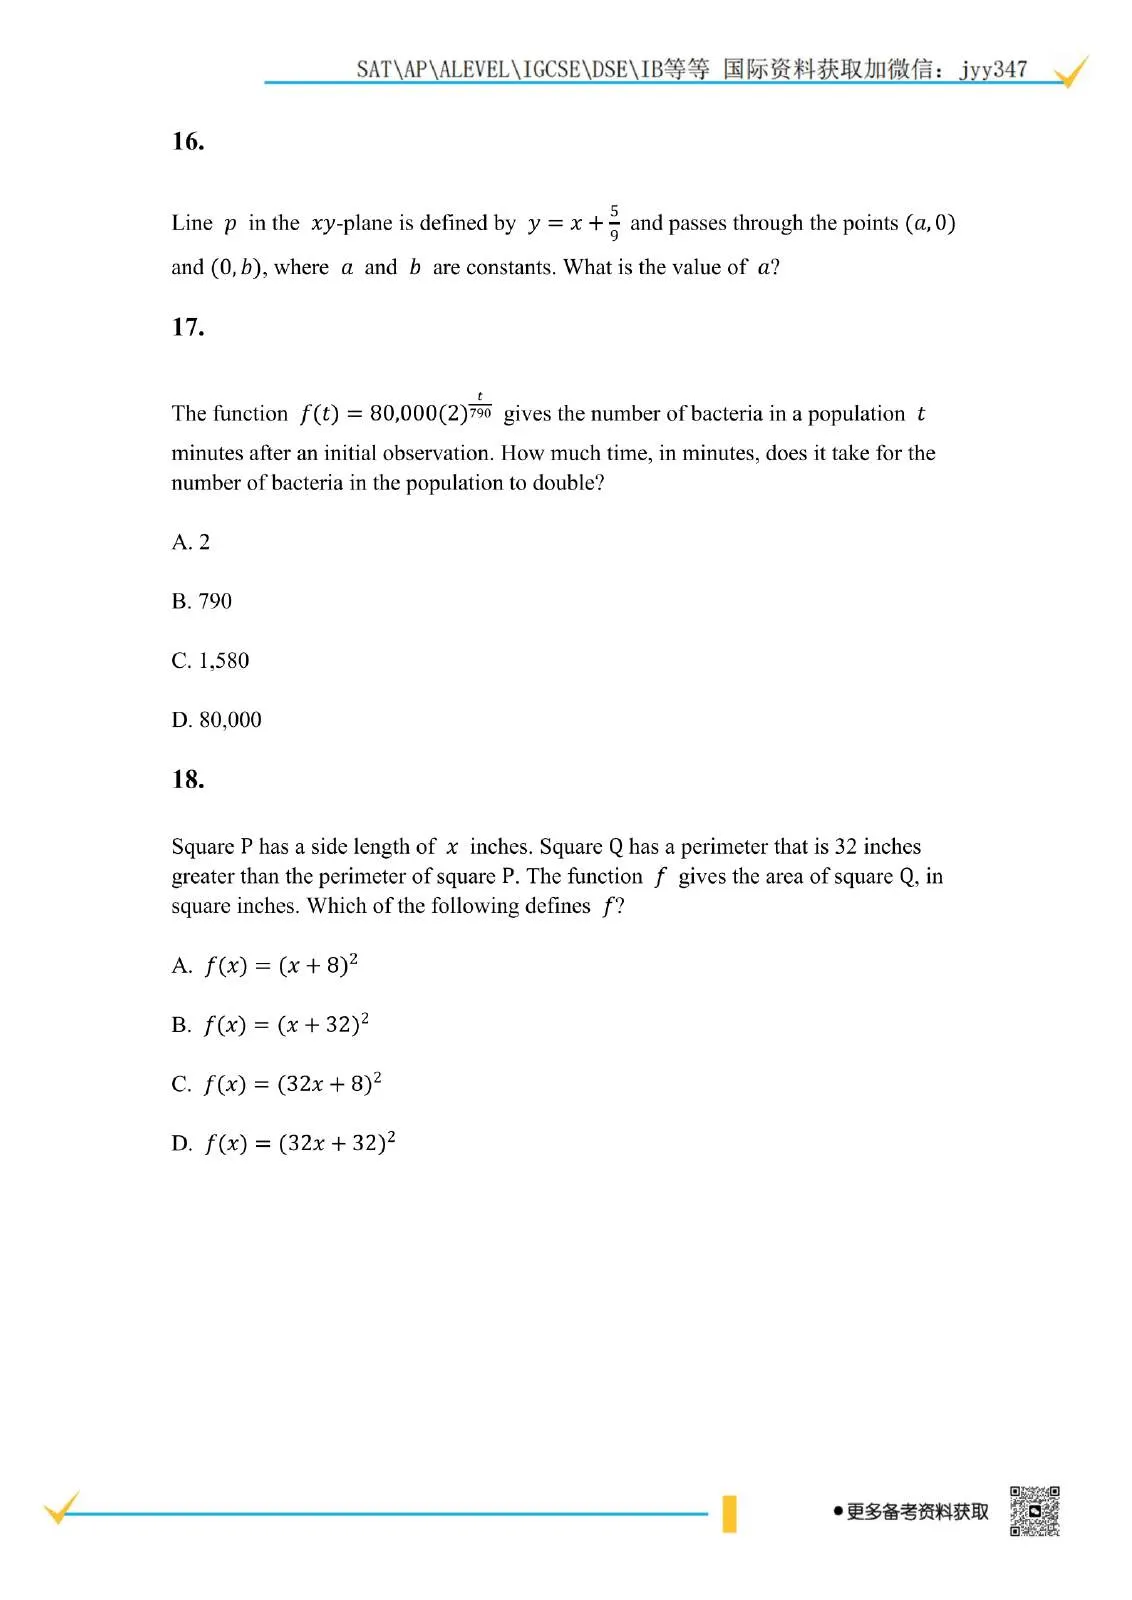 SAT\AP\ALEVEL\IGCSE\DSE\IB等等 国际资料获取加微信: jyy347
16.
Line p in the xy-plane is defined by y = x + 5/9 and passes through the points (a, 0)
and (0, b), where a and b are constants. What is the value of a?
17.
The function f(t) = 80,000(2)^(t/790) gives the number of bacteria in a population t
minutes after an initial observation. How much time, in minutes, does it take for the
number of bacteria in the population to double?
A. 2
B. 790
C. 1,580
D. 80,000
18.
Square P has a side length of x inches. Square Q has a perimeter that is 32 inches
greater than the perimeter of square P. The function f gives the area of square Q, in
square inches. Which of the following defines f?
A. f(x) = (x + 8)²
B. f(x) = (x + 32)²
C. f(x) = (32x + 8)²
D. f(x) = (32x + 32)²
●更多备考资料获取